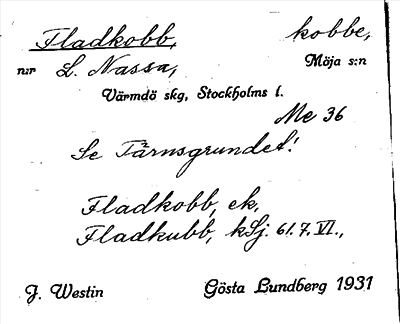 Fladkobb, kobbe,
nır L. Nassa, Möja s:n
Värmdö skg, Stockholms l.
Me 36
Se Tärnsgrundet!
Fladkobb, ek,
Fladkubb, kSj. 61.7.VI.,
J. Westin Gösta Lundberg 1931